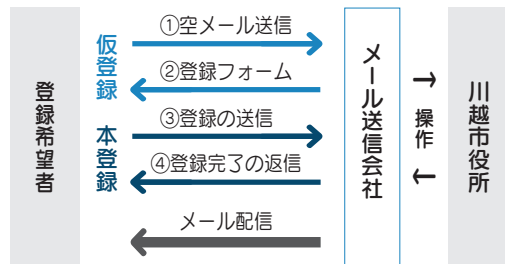 登録希望者
仮登録
①空メール送信
②登録フォーム
本登録
③登録の送信
④登録完了の返信
メール配信
メール送信会社
操作
川越市役所